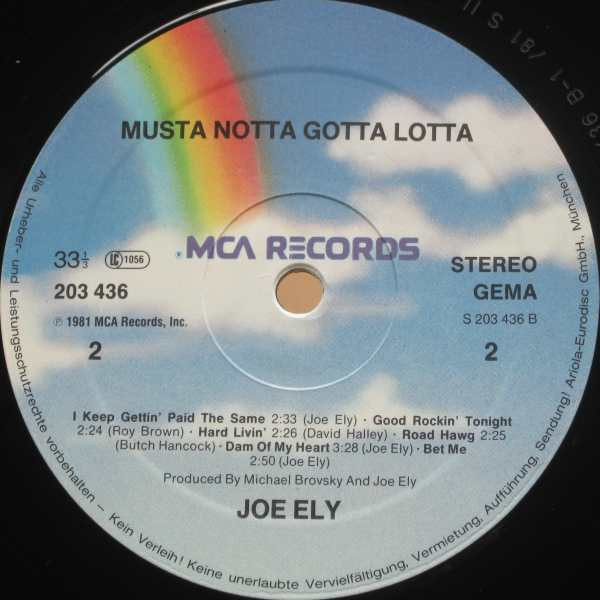 MUSTA NOTTA GOTTA LOTTA
MCA RECORDS
33⅓ LC 1056
203 436
℗ 1981 MCA Records, Inc.
2
STEREO
GEMA
S 203 436 B
2
I Keep Gettin' Paid The Same 2:33 (Joe Ely) · Good Rockin' Tonight
2:24 (Roy Brown) · Hard Livin' 2:26 (David Halley) · Road Hawg 2:25
(Butch Hancock) · Dam Of My Heart 3:28 (Joe Ely) · Bet Me
2:50 (Joe Ely)
Produced By Michael Brovsky And Joe Ely
JOE ELY
Alle Urheber- und Leistungsschutzrechte vorbehalten – Kein Verleih! Keine unerlaubte Vervielfältigung, Vermietung, Aufführung, Sendung! Ariola-Eurodisc GmbH., München
436 B-1 /81 S